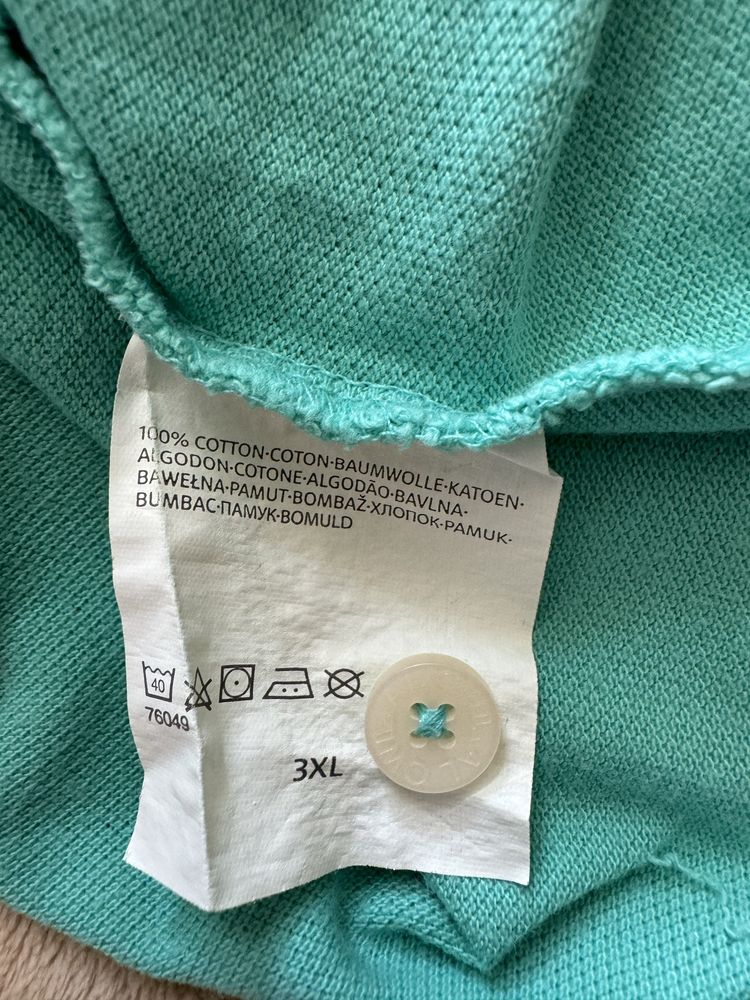 100% COTTON·COTON·BAUMWOLLE·KATOEN·
ALGODON·COTONE·ALGODÃO·BAVLNA·
BAWEŁNA·PAMUT·BOMBAŽ·ХЛОПОК·PAMUK·
BUMBAC·ПАМУК·BOMULD
40
76049
3XL